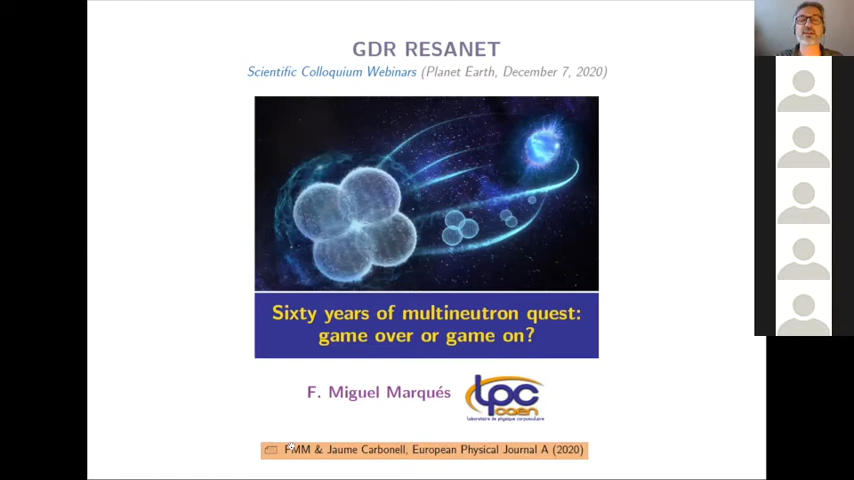 GDR RESANET
Scientific Colloquium Webinars (Planet Earth, December 7, 2020)
Sixty years of multineutron quest:
game over or game on?
F. Miguel Marqués
LPC
caen
laboratoire de physique corpusculaire
FMM & Jaume Carbonell, European Physical Journal A (2020)